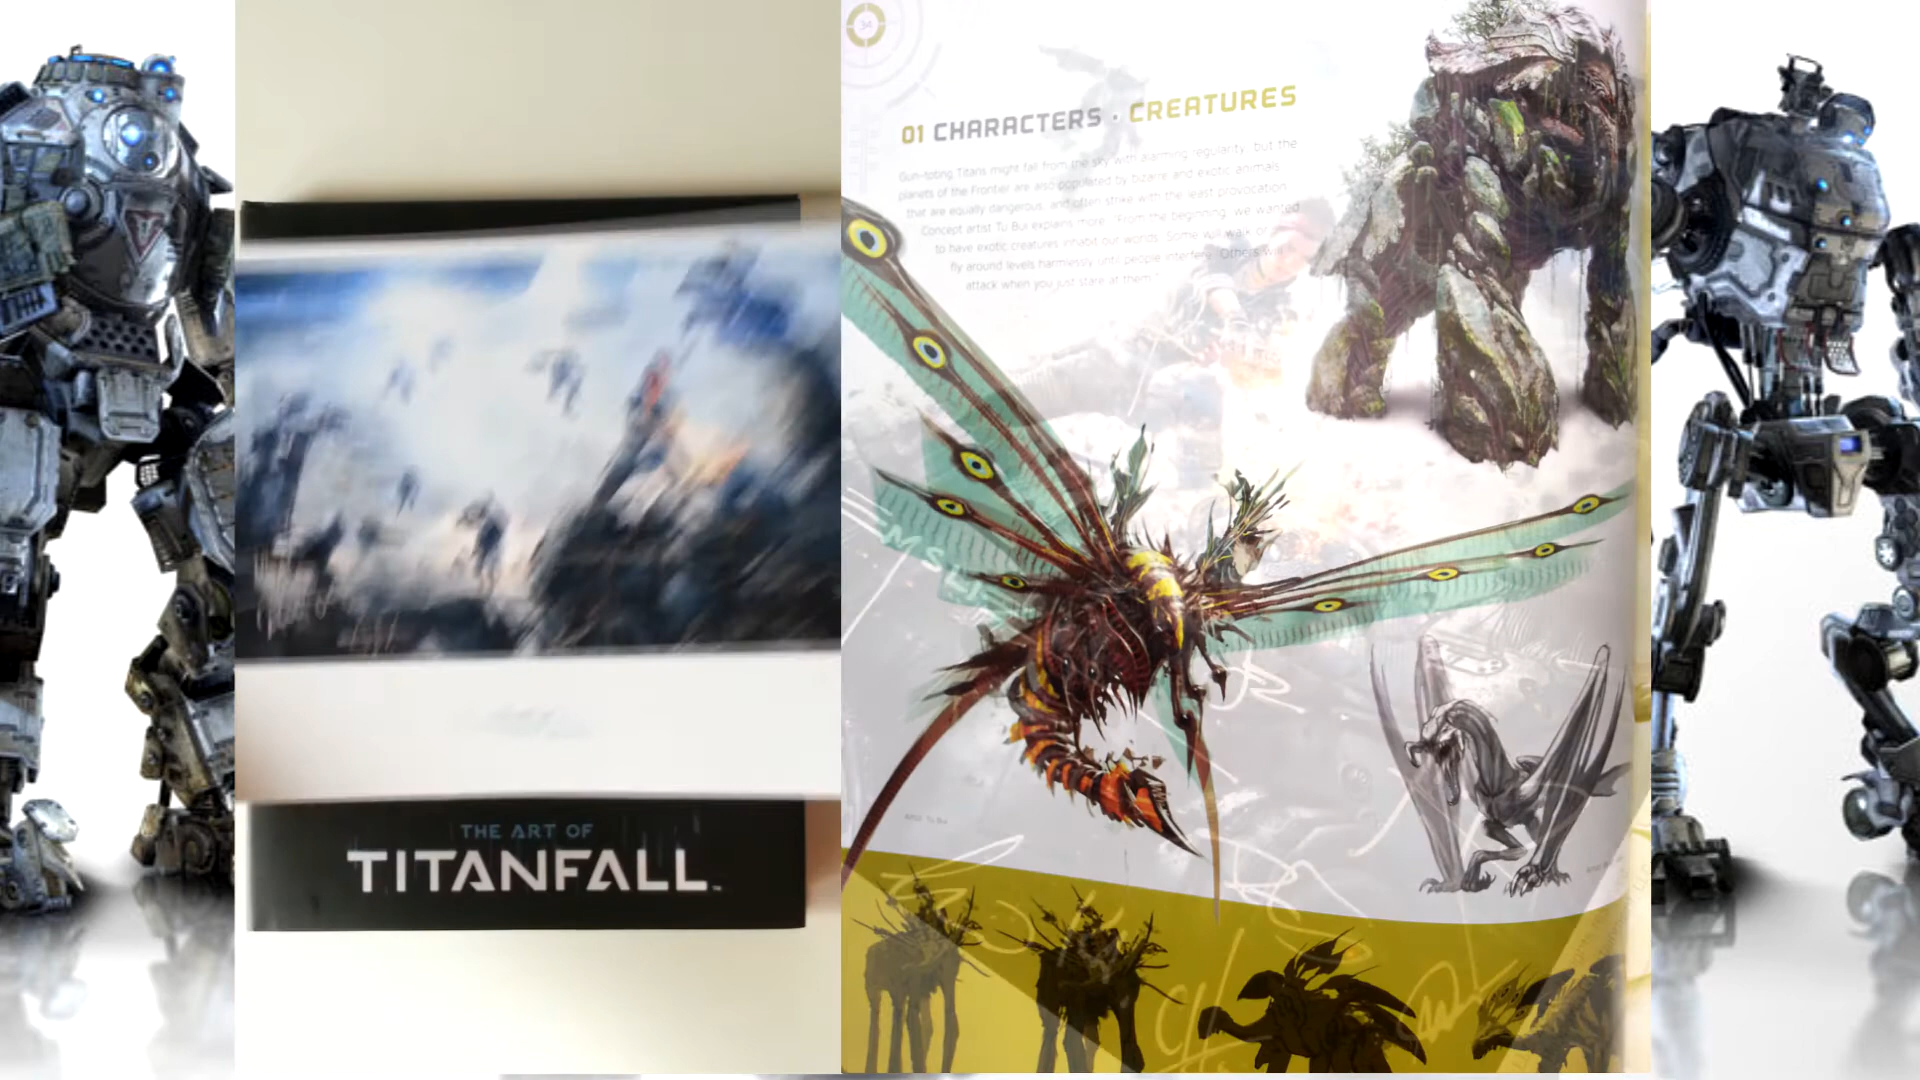 THE ART OF
TITANFALL
34
01 CHARACTERS · CREATURES
Gun-toting Titans might fall from the sky with alarming regularity, but the
planets of the Frontier are also populated by bizarre and exotic animals
that are equally dangerous, and often strike with the least provocation.
Concept artist Tu Bui explains more. "From the beginning, we wanted
to have exotic creatures inhabit our worlds. Some will walk or
fly around levels harmlessly until people interfere. Others will
attack when you just stare at them."
Tu Bui